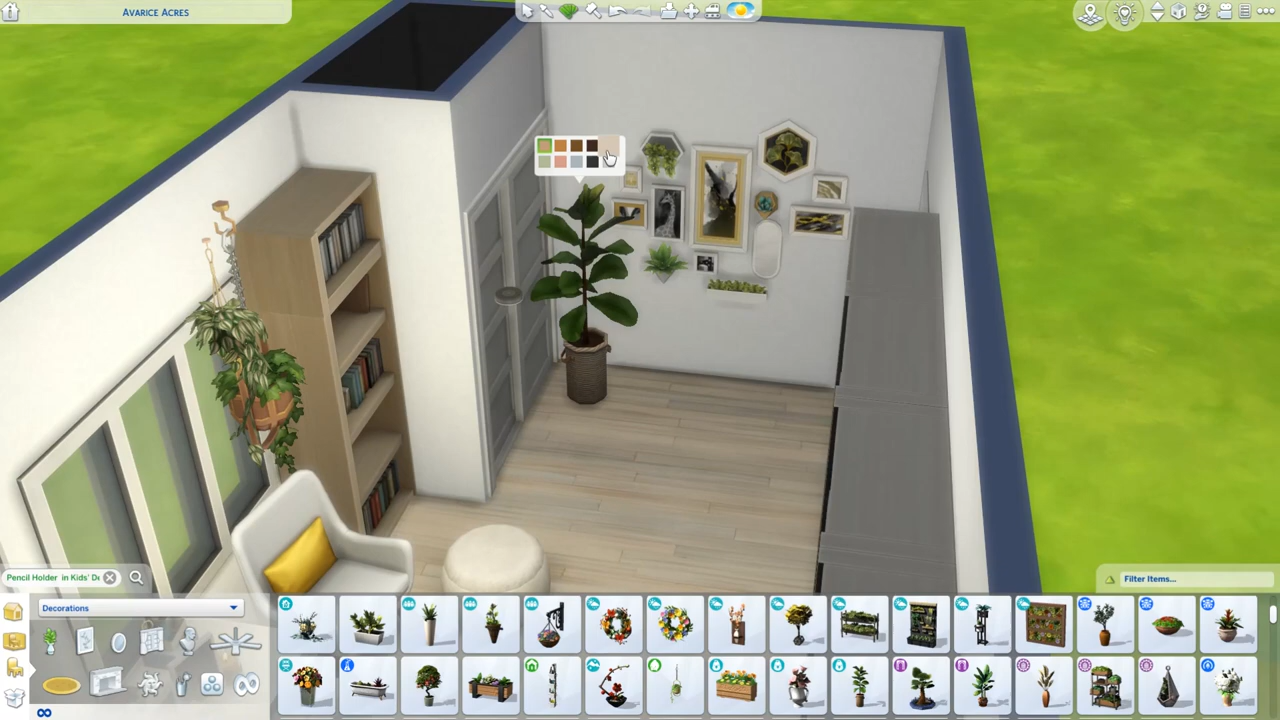 Avarice Acres
Pencil Holder in Kids' De
Filter Items...
Decorations